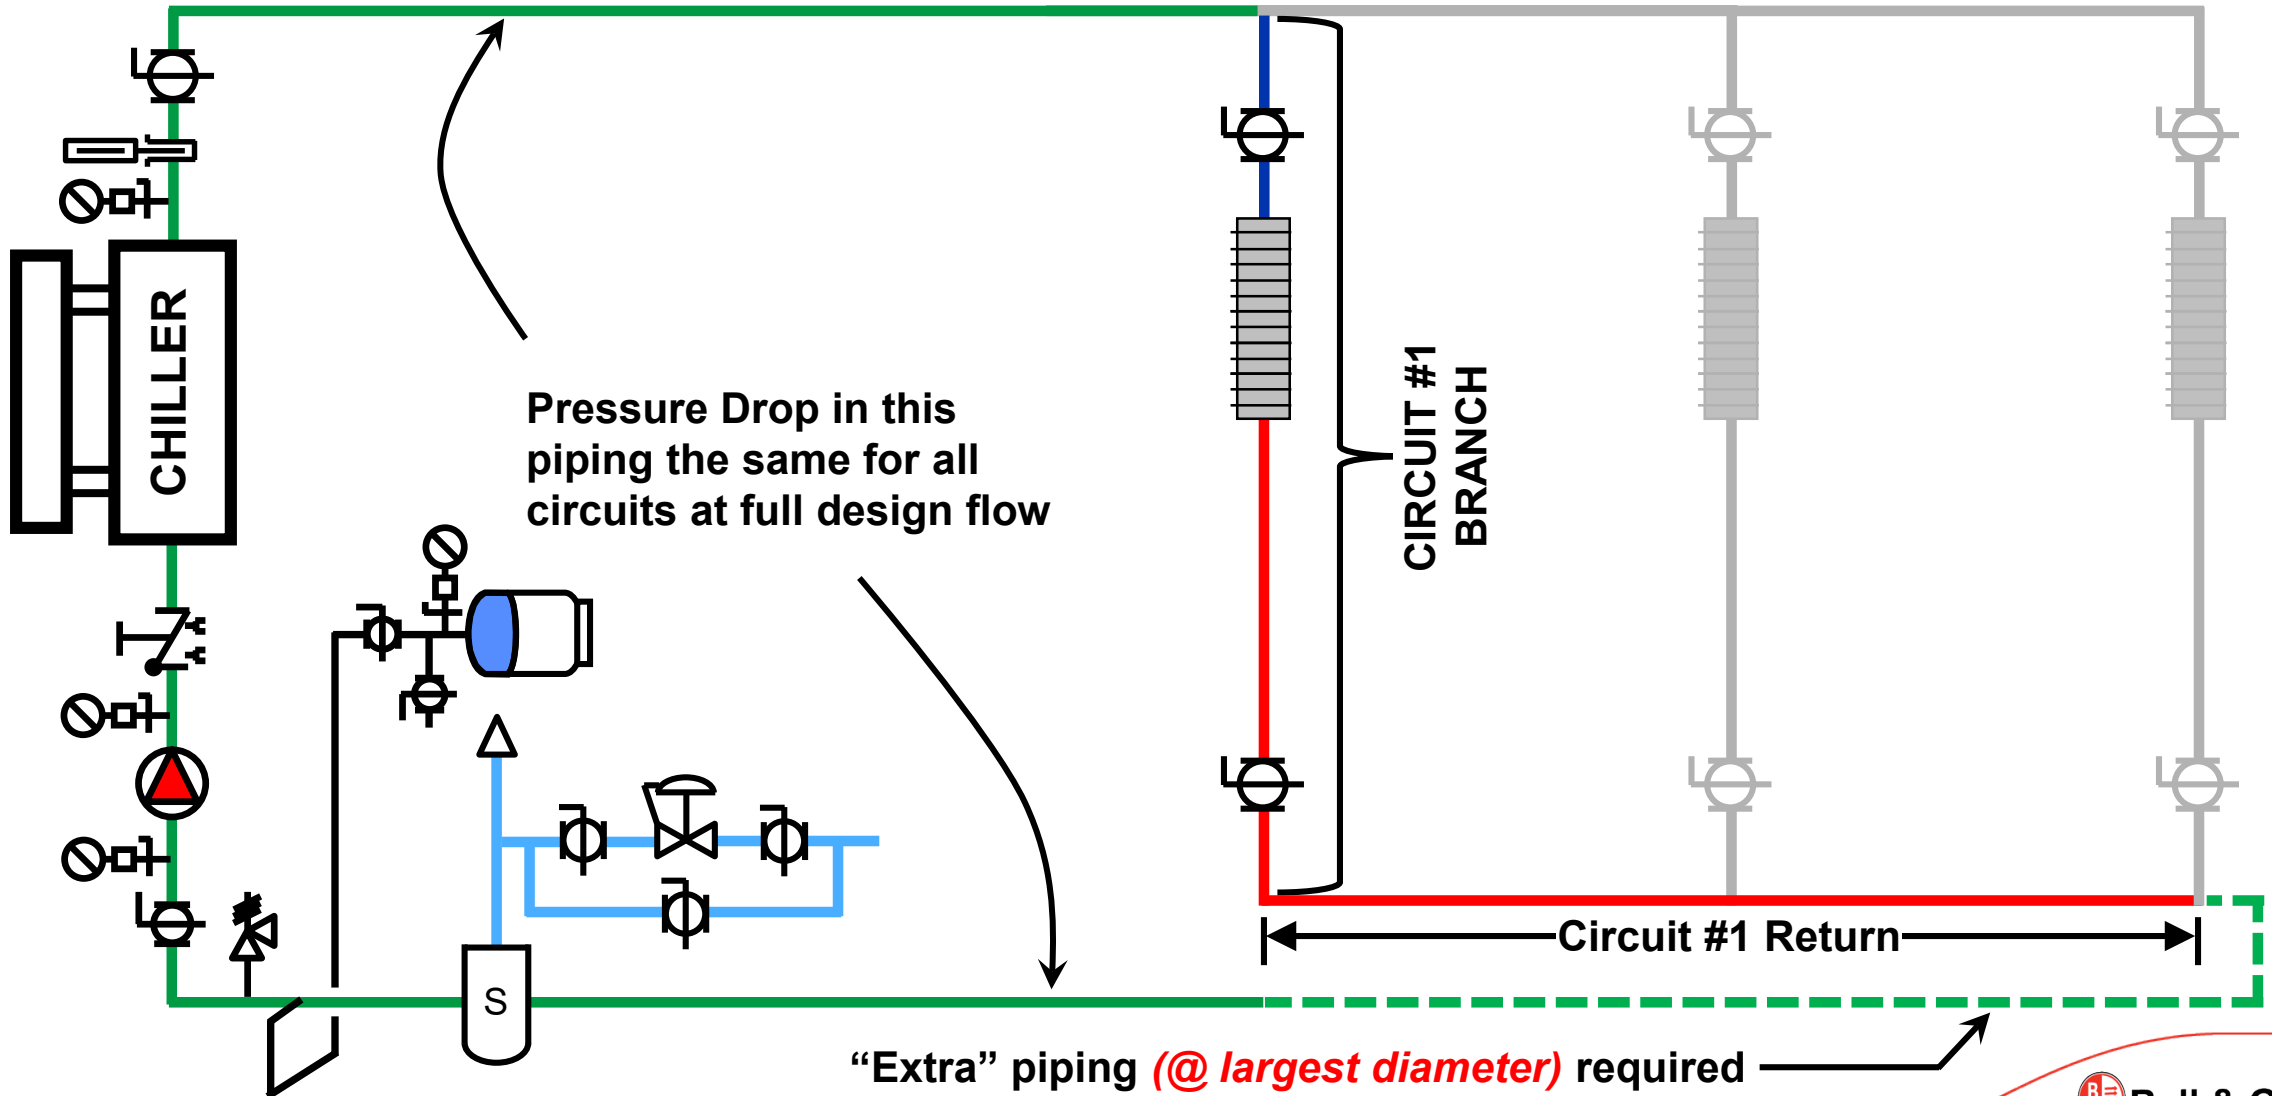 CHILLER
Pressure Drop in this
piping the same for all
circuits at full design flow
CIRCUIT #1
BRANCH
Circuit #1 Return
S
“Extra” piping (@ largest diameter) required